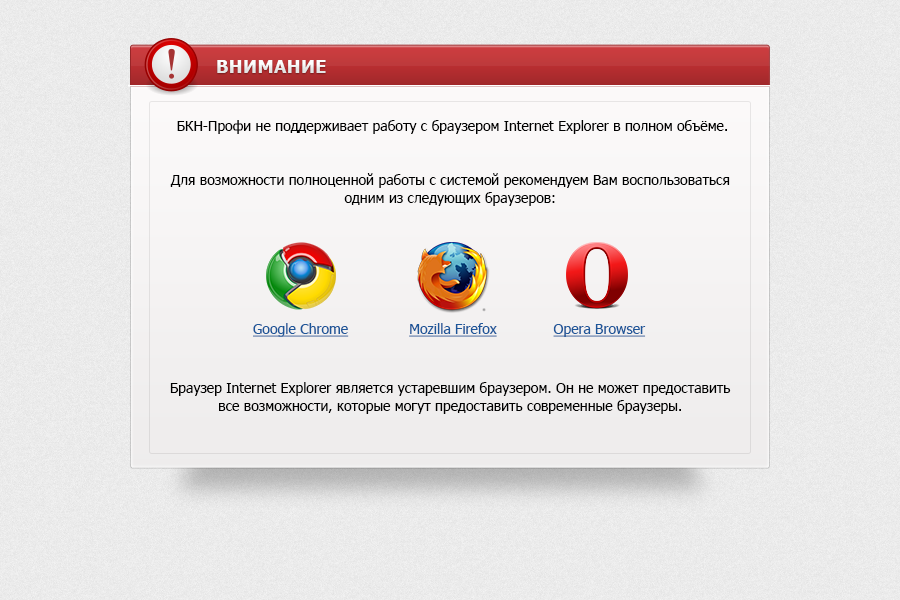 ВНИМАНИЕ
БКН-Профи не поддерживает работу с браузером Internet Explorer в полном объёме.
Для возможности полноценной работы с системой рекомендуем Вам воспользоваться
одним из следующих браузеров:
Google Chrome Mozilla Firefox Opera Browser
Браузер Internet Explorer является устаревшим браузером. Он не может предоставить
все возможности, которые могут предоставить современные браузеры.